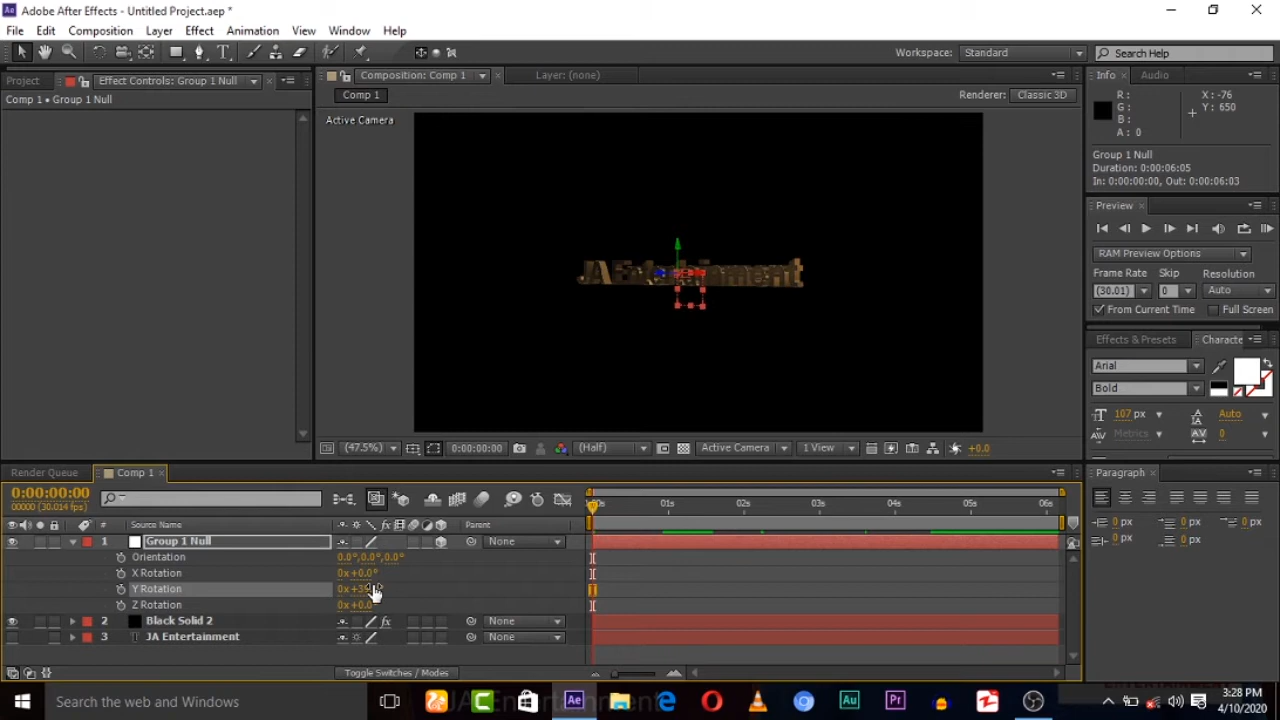 Adobe After Effects - Untitled Project.aep *
File Edit Composition Layer Effect Animation View Window Help
Workspace: Standard Search Help
Project Effect Controls: Group 1 Null
Comp 1 • Group 1 Null
Composition: Comp 1 Layer: (none)
Comp 1
Renderer: Classic 3D
Active Camera
JA Entertainment
(47.5%) 0:00:00:00 (Half) Active Camera 1 View +0.0
Info Audio
R : X : -76
G : Y : 650
B :
A : 0
Group 1 Null
Duration: 0:00:06:05
In: 0:00:00:00, Out: 0:00:06:03
Preview
RAM Preview Options
Frame Rate Skip Resolution
(30.01) 0 Auto
From Current Time Full Screen
Effects & Presets Characte
Arial
Bold
107 px Auto
Metrics 0
Paragraph
0 px 0 px 0 px
0 px 0 px
Render Queue Comp 1
0:00:00:00
00000 (30.014 fps)
:00s 01s 02s 03s 04s 05s 06s
# Source Name Parent
1 Group 1 Null None
Orientation 0.0°,0.0°,0.0°
X Rotation 0x+0.0°
Y Rotation 0x
Z Rotation 0x+0.0
2 Black Solid 2 None
3 T JA Entertainment None
Toggle Switches / Modes
Search the web and Windows
3:28 PM
4/10/2020